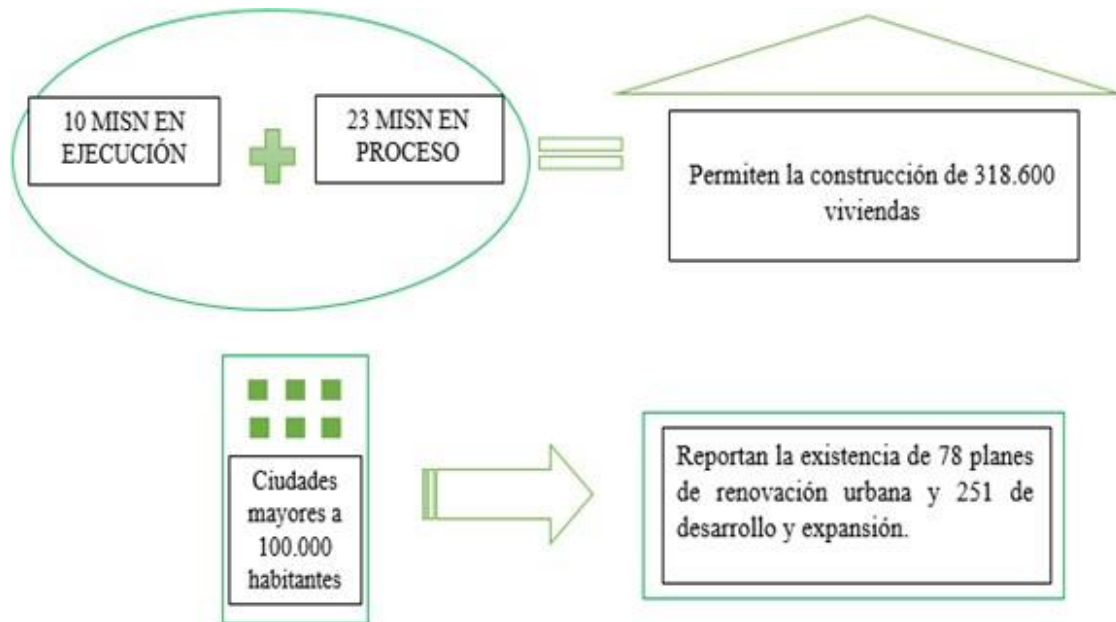 10 MISN EN
EJECUCIÓN
23 MISN EN
PROCESO
Permiten la construcción de 318.600
viviendas
Ciudades
mayores a
100.000
habitantes
Reportan la existencia de 78 planes
de renovación urbana y 251 de
desarrollo y expansión.